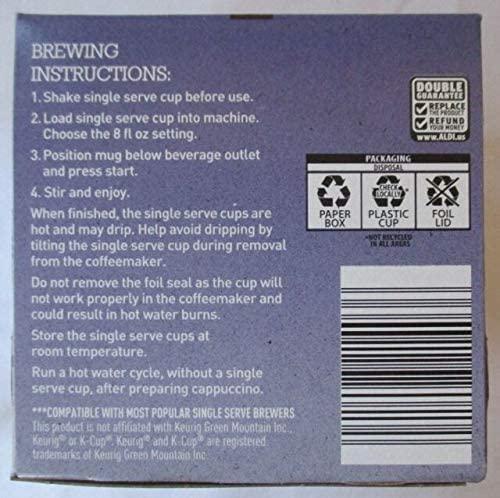 BREWING
INSTRUCTIONS:
1. Shake single serve cup before use.
2. Load single serve cup into machine.
Choose the 8 fl oz setting.
3. Position mug below beverage outlet
and press start.
4. Stir and enjoy.
When finished, the single serve cups are
hot and may drip. Help avoid dripping by
tilting the single serve cup during removal
from the coffeemaker.
Do not remove the foil seal as the cup will
not work properly in the coffeemaker and
could result in hot water burns.
Store the single serve cups at
room temperature.
Run a hot water cycle, without a single
serve cup, after preparing cappuccino.
***COMPATIBLE WITH MOST POPULAR SINGLE SERVE BREWERS
This product is not affiliated with Keurig Green Mountain Inc.,
Keurig® or K-Cup®. Keurig® and K-Cup® are registered
trademarks of Keurig Green Mountain Inc.
DOUBLE
GUARANTEE
REPLACE
THE PRODUCT
REFUND
YOUR MONEY
WWW.ALDI.us
PACKAGING
DISPOSAL
CHECK
LOCALLY*
PAPER
BOX
PLASTIC
CUP
FOIL
LID
*NOT RECYCLED
IN ALL AREAS